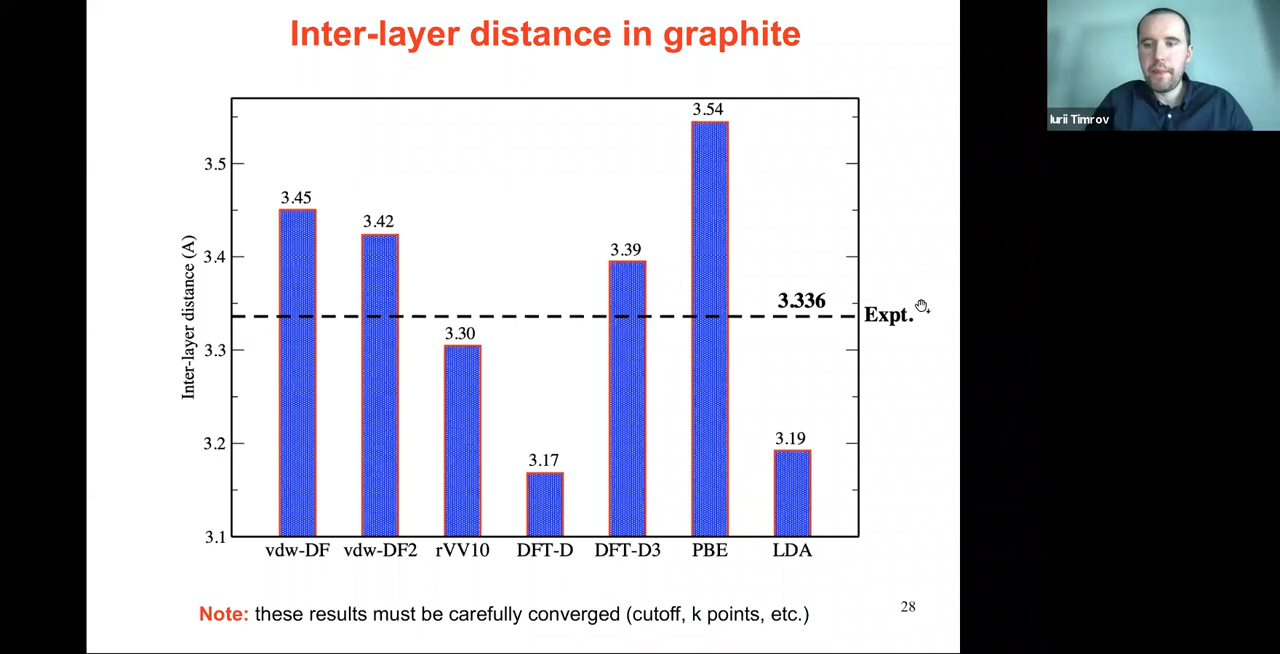 Inter-layer distance in graphite
Iurii Timrov
3.54
3.5
3.45
3.42
3.4
3.39
3.336
Expt.
3.3
3.30
3.2
3.17
3.19
3.1
Inter-layer distance (A)
vdw-DF vdw-DF2 rVV10 DFT-D DFT-D3 PBE LDA
Note: these results must be carefully converged (cutoff, k points, etc.)
28